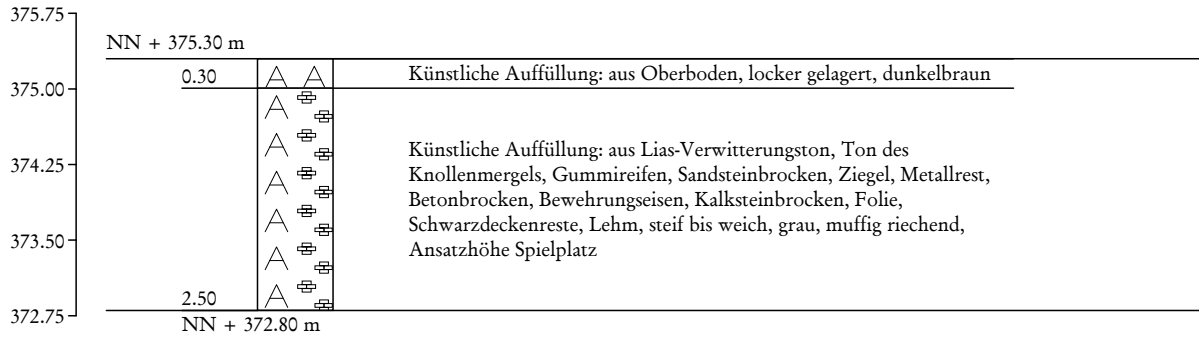 375.75
NN + 375.30 m
0.30
Künstliche Auffüllung: aus Oberboden, locker gelagert, dunkelbraun
375.00
Künstliche Auffüllung: aus Lias-Verwitterungston, Ton des
374.25
Knollenmergels, Gummireifen, Sandsteinbrocken, Ziegel, Metallrest,
Betonbrocken, Bewehrungseisen, Kalksteinbrocken, Folie,
Schwarzdeckenreste, Lehm, steif bis weich, grau, muffig riechend,
373.50
Ansatzhöhe Spielplatz
2.50
372.75
NN + 372.80 m